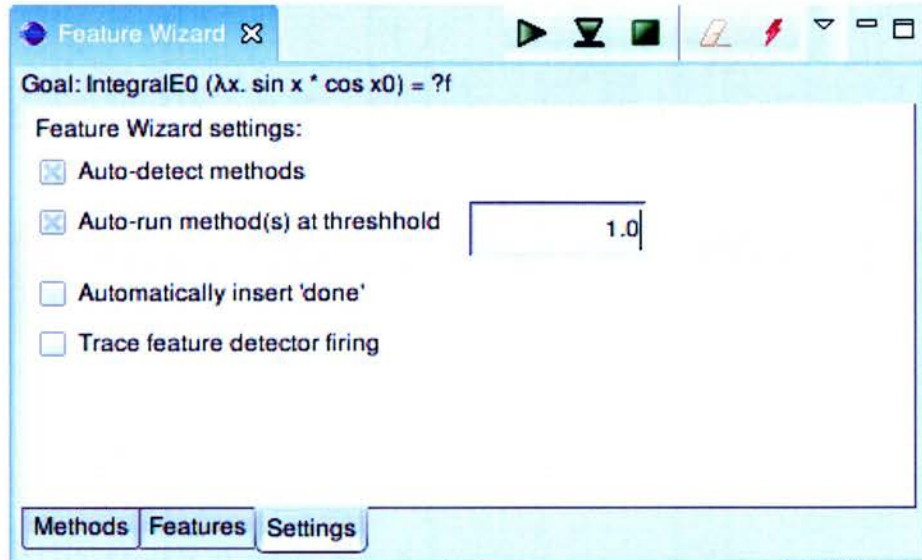 Feature Wizard
Goal: IntegralE0 (λx. sin x * cos x0) = ?f
Feature Wizard settings:
Auto-detect methods
Auto-run method(s) at threshhold 1.0
Automatically insert 'done'
Trace feature detector firing
Methods Features Settings